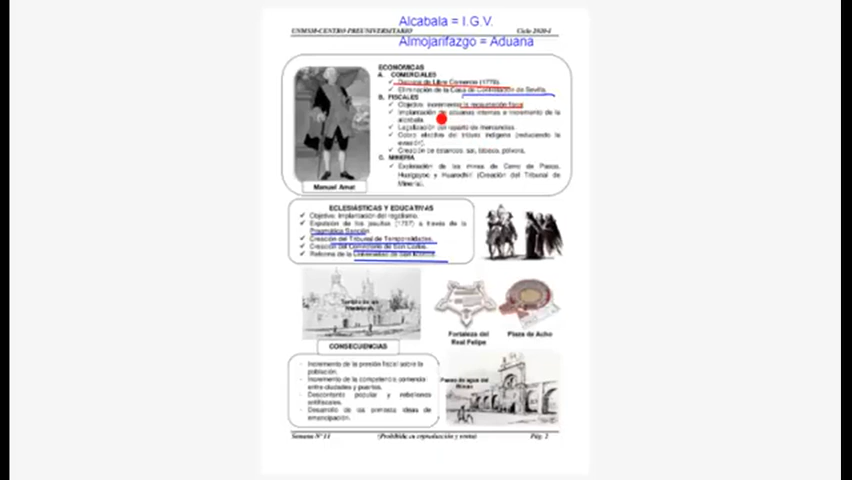 Alcabala = I.G.V.
UNMSM-CENTRO PREUNIVERSITARIO Ciclo 2020-I
Almojarifazgo = Aduana
ECONÓMICAS
A. COMERCIALES
✓ Decreto de Libre Comercio (1778).
✓ Eliminación de la Casa de Contratación de Sevilla.
B. FISCALES
✓ Objetivo: incrementar la recaudación fiscal
✓ Implantación de aduanas internas e incremento de la
alcabala.
✓ Legalización del reparto de mercancías.
✓ Cobro efectivo del tributo indígena (reduciendo la
evasión).
✓ Creación de estancos: sal, tabaco, pólvora.
C. MINERÍA
✓ Explotación de las minas de Cerro de Pasco,
Hualgayoc y Huarochirí (Creación del Tribunal de
Minería).
Manuel Amat
ECLESIÁSTICAS Y EDUCATIVAS
✓ Objetivo: implantación del regalismo.
✓ Expulsión de los jesuitas (1767) a través de la
Pragmática Sanción.
✓ Creación del Tribunal de Temporalidades.
✓ Creación del Convictorio de San Carlos.
✓ Reforma de la Universidad de San Marcos.
Fortaleza del
Real Felipe
Plaza de Acho
CONSECUENCIAS
- Incremento de la presión fiscal sobre la
población.
- Incremento de la competencia comercial
entre ciudades y puertos.
- Descontento popular y rebeliones
antifiscales.
- Desarrollo de las primeras ideas de
emancipación.
Paseo de agua del
Semana Nº 14 (Prohibida su reproducción y venta) Pág. 2